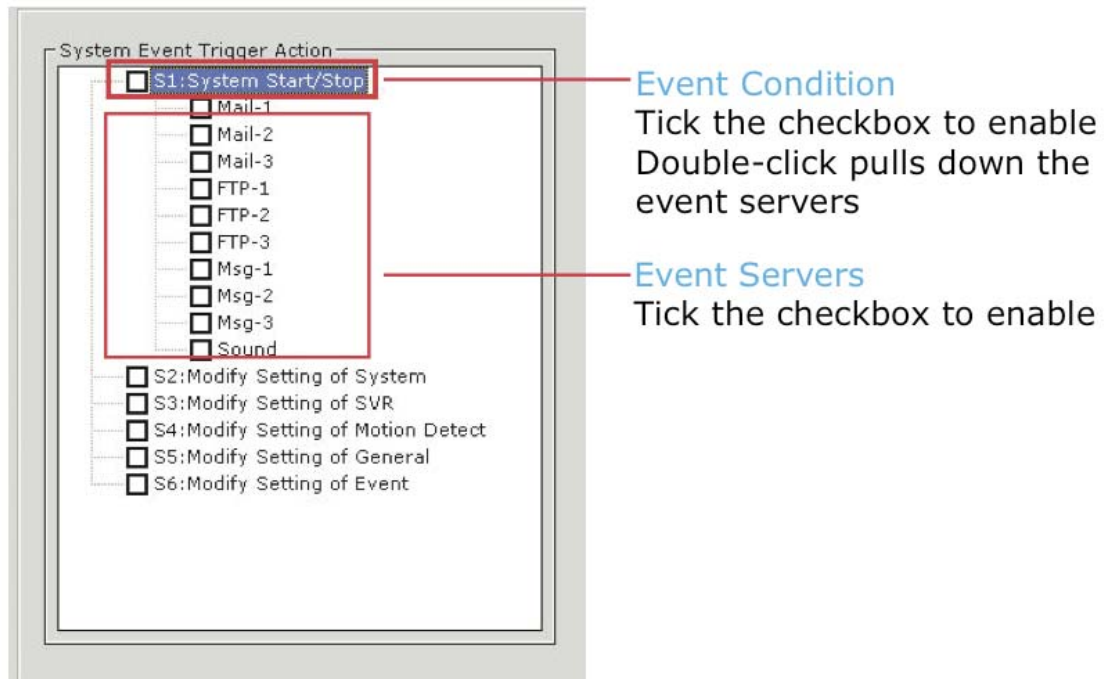 System Event Trigger Action
S1:System Start/Stop
Mail-1
Mail-2
Mail-3
FTP-1
FTP-2
FTP-3
Msg-1
Msg-2
Msg-3
Sound
S2:Modify Setting of System
S3:Modify Setting of SVR
S4:Modify Setting of Motion Detect
S5:Modify Setting of General
S6:Modify Setting of Event
Event Condition
Tick the checkbox to enable
Double-click pulls down the
event servers
Event Servers
Tick the checkbox to enable